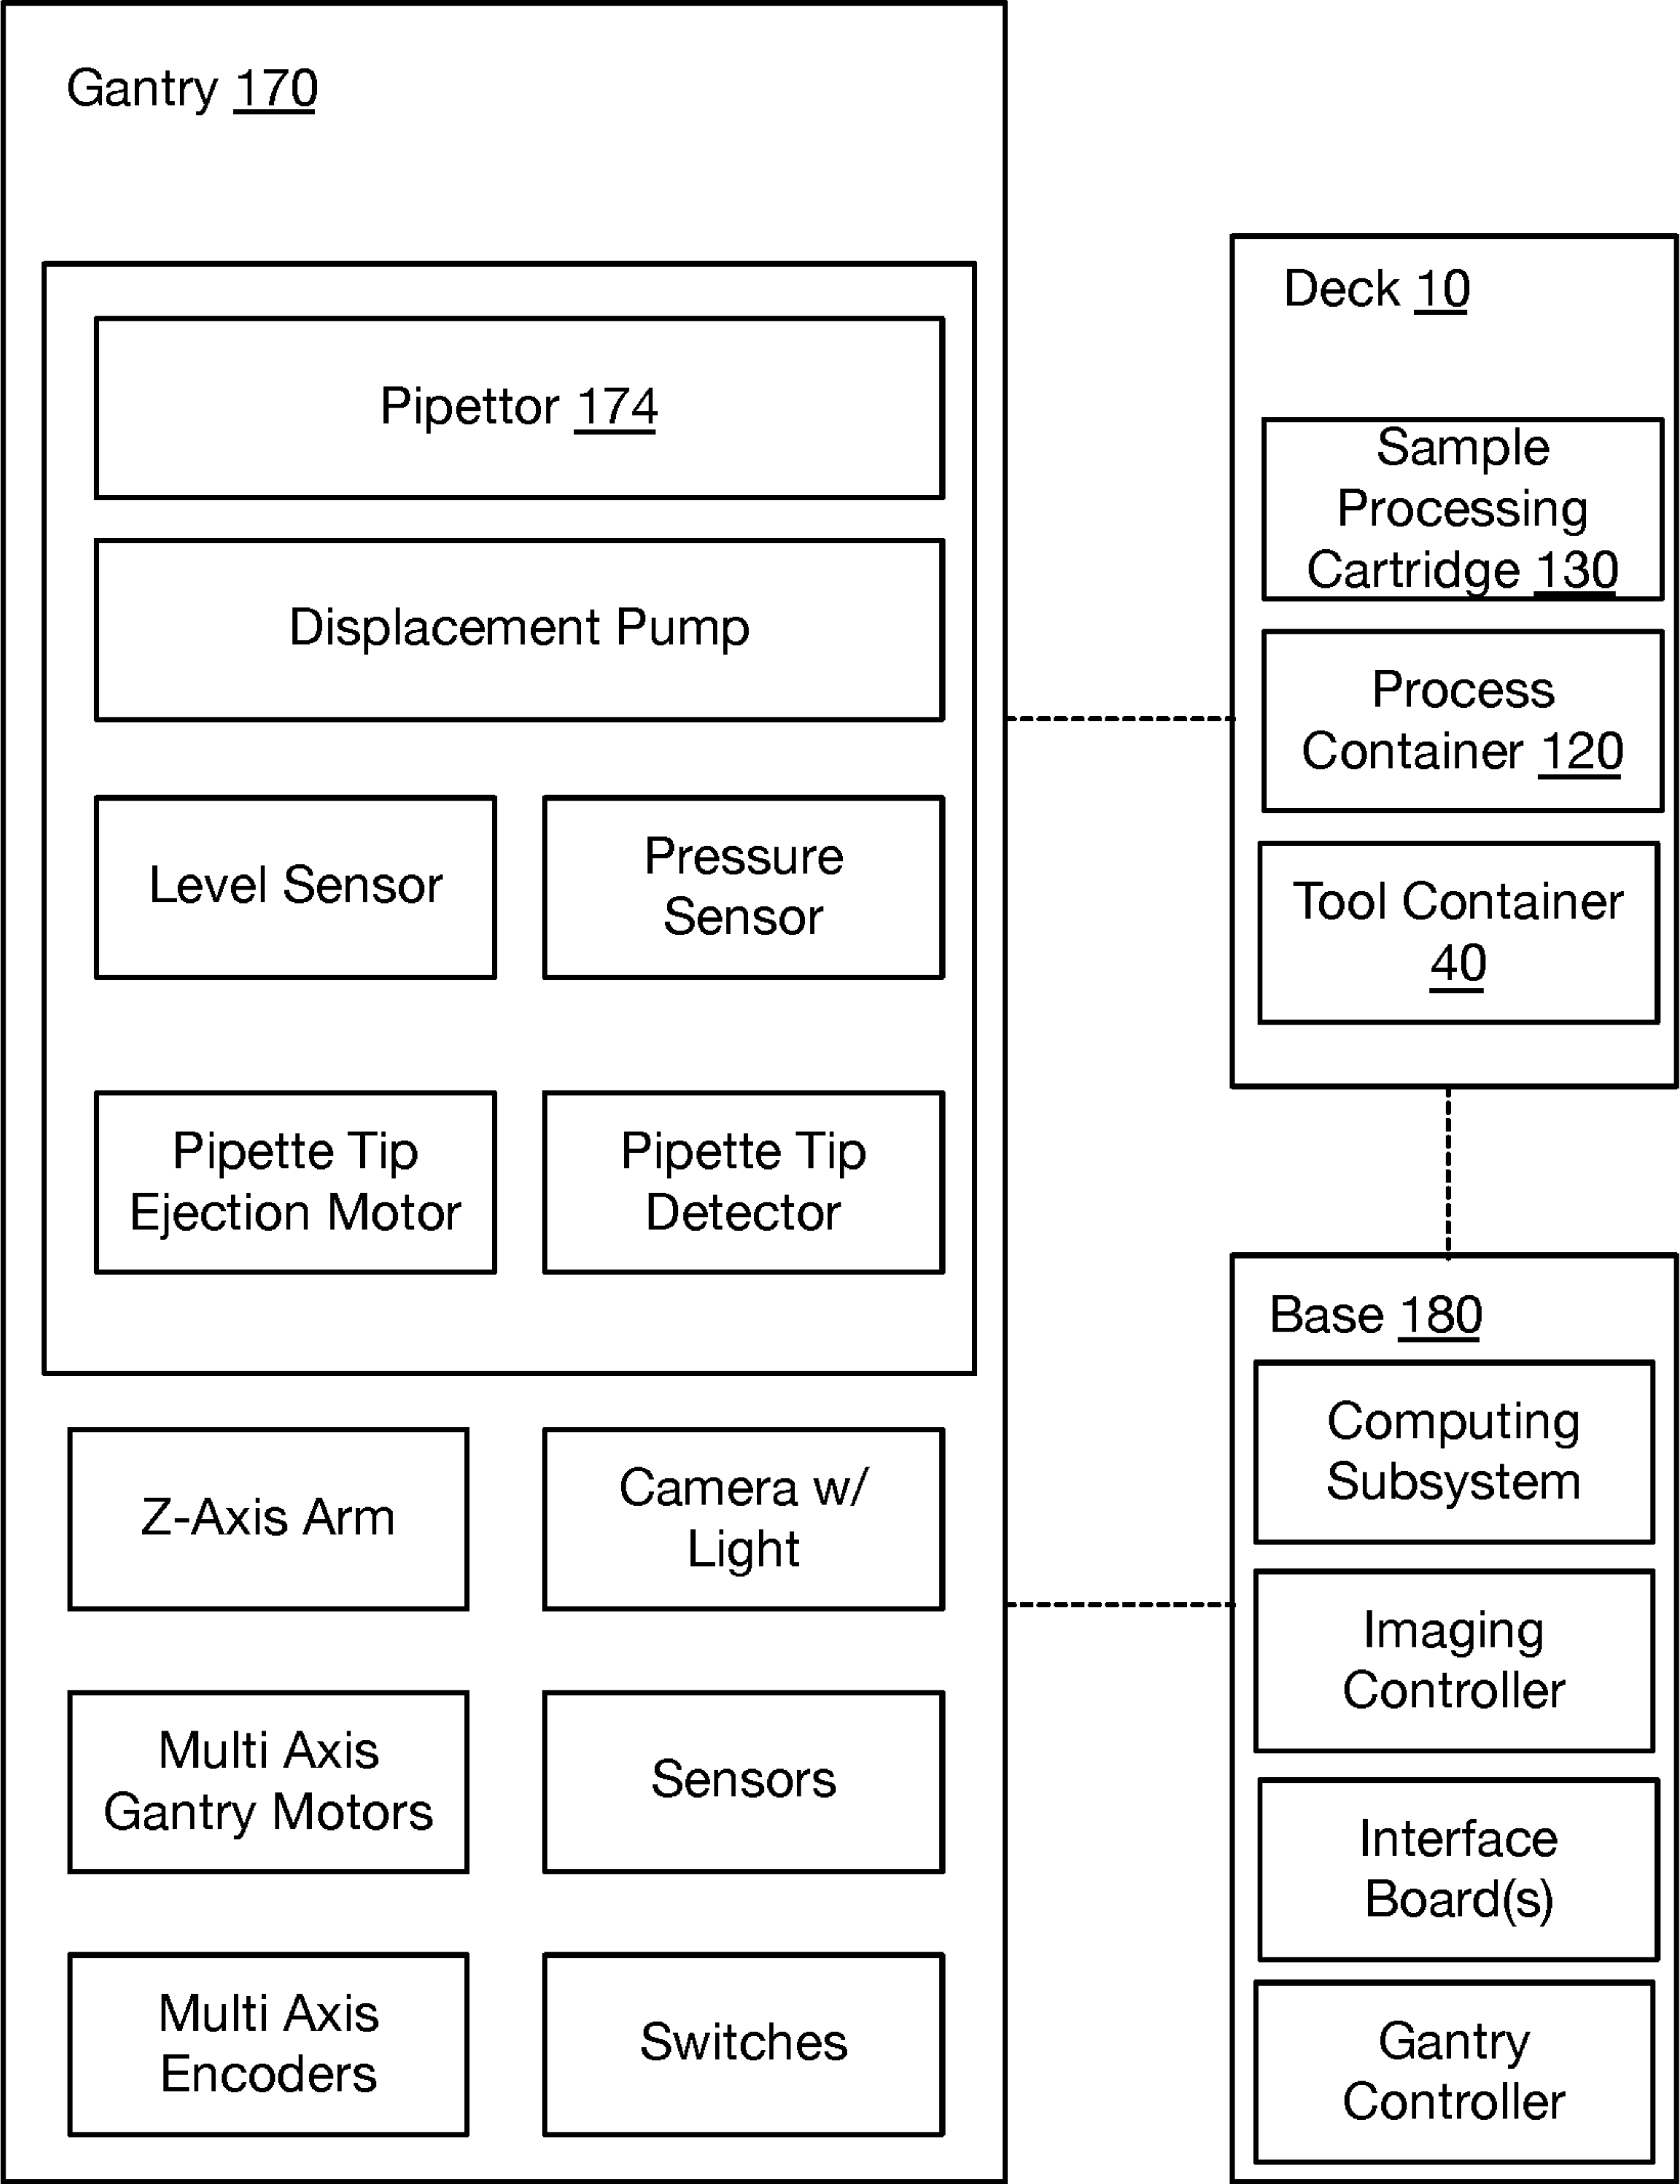 Gantry 170
Pipettor 174
Displacement Pump
Level Sensor
Pressure
Sensor
Pipette Tip
Ejection Motor
Pipette Tip
Detector
Z-Axis Arm
Camera w/
Light
Multi Axis
Gantry Motors
Sensors
Multi Axis
Encoders
Switches
Deck 10
Sample
Processing
Cartridge 130
Process
Container 120
Tool Container
40
Base 180
Computing
Subsystem
Imaging
Controller
Interface
Board(s)
Gantry
Controller